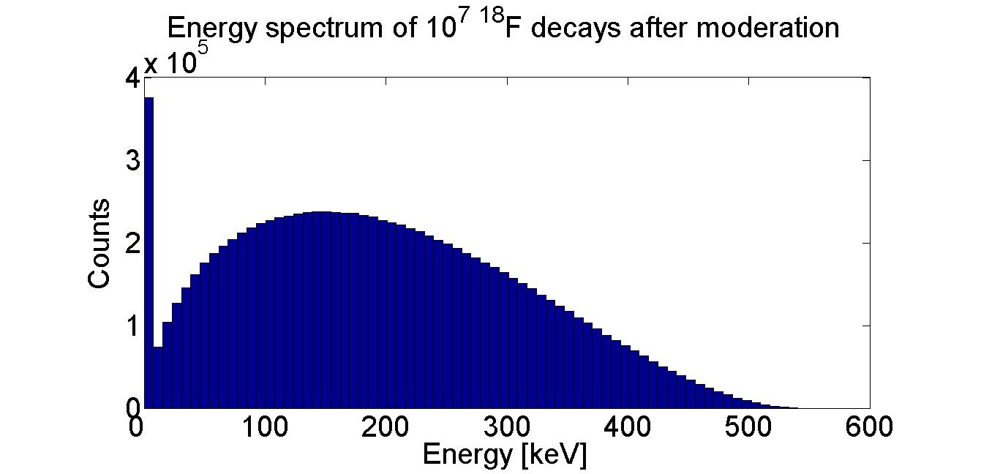 Energy spectrum of 10^7 ^18F decays after moderation
x 10^5
4
3
2
1
0
Counts
0 100 200 300 400 500 600
Energy [keV]